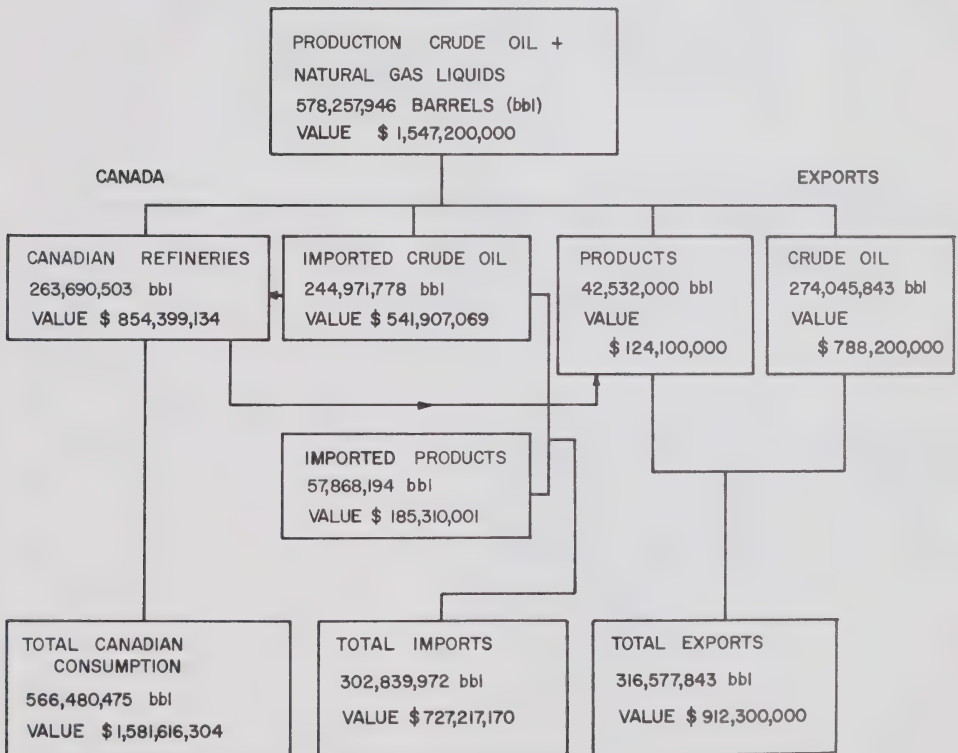 PRODUCTION CRUDE OIL +
NATURAL GAS LIQUIDS
578,257,946 BARRELS (bbl)
VALUE $ 1,547,200,000
CANADA
EXPORTS
CANADIAN REFINERIES
263,690,503 bbl
VALUE $ 854,399,134
IMPORTED CRUDE OIL
244,971,778 bbl
VALUE $ 541,907,069
PRODUCTS
42,532,000 bbl
VALUE
$ 124,100,000
CRUDE OIL
274,045,843 bbl
VALUE
$ 788,200,000
IMPORTED PRODUCTS
57,868,194 bbl
VALUE $ 185,310,001
TOTAL CANADIAN
CONSUMPTION
566,480,475 bbl
VALUE $ 1,581,616,304
TOTAL IMPORTS
302,839,972 bbl
VALUE $ 727,217,170
TOTAL EXPORTS
316,577,843 bbl
VALUE $ 912,300,000